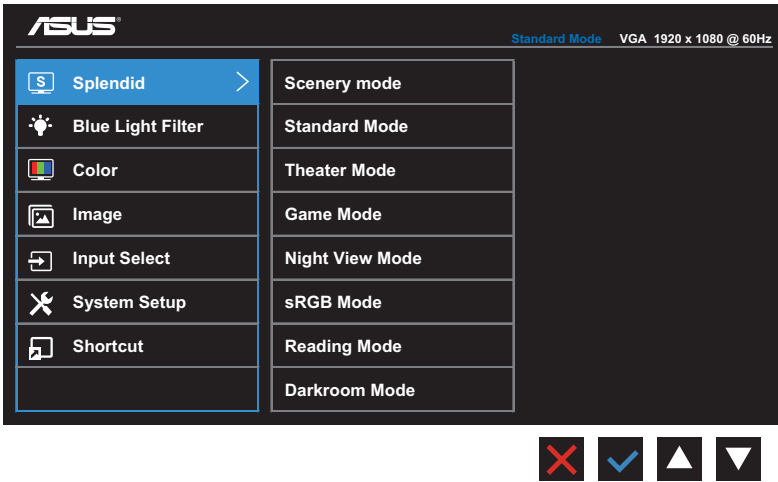 ASUS
Standard Mode VGA 1920 x 1080 @ 60Hz
S Splendid
Blue Light Filter
Color
Image
Input Select
System Setup
Shortcut
Scenery mode
Standard Mode
Theater Mode
Game Mode
Night View Mode
sRGB Mode
Reading Mode
Darkroom Mode